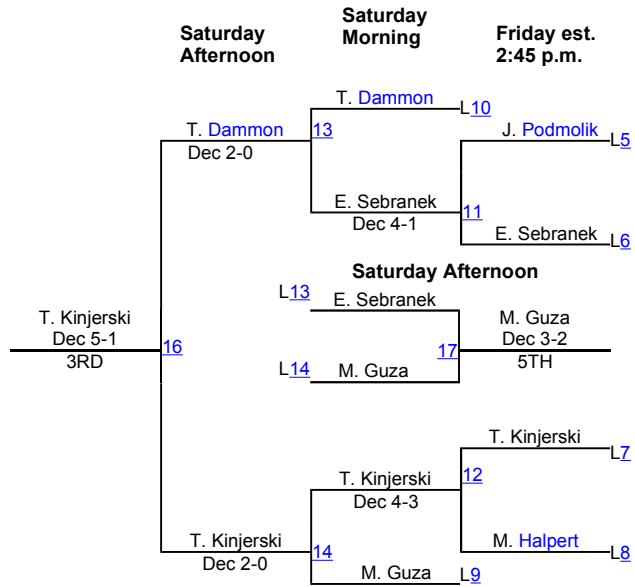 Saturday Afternoon
Saturday Morning
Friday est. 2:45 p.m.
T. Dammon
L10
T. Dammon
13
J. Podmolik
L5
Dec 2-0
E. Sebranek
11
Dec 4-1
E. Sebranek
L6
Saturday Afternoon
L13
E. Sebranek
T. Kinjerski
M. Guza
Dec 5-1
Dec 3-2
16
17
3RD
5TH
L14
M. Guza
T. Kinjerski
L7
T. Kinjerski
12
Dec 4-3
T. Kinjerski
14
M. Halpert
L8
Dec 2-0
M. Guza
L9